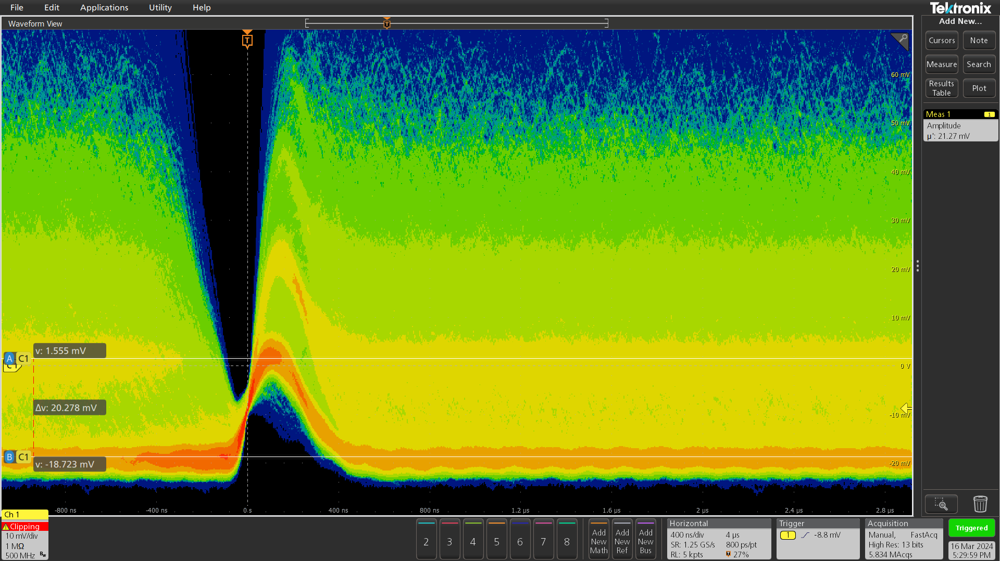 File Edit Applications Utility Help
Tektronix
Waveform View
Add New...
T
T
Cursors Note
Measure Search
Results Table Plot
Meas 1 1
Amplitude
µ': 21.27 mV
60 mV
50 mV
40 mV
30 mV
20 mV
10 mV
0 V
-10 mV
-20 mV
v: 1.555 mV
A C1
C1
Δv: 20.278 mV
B C1
v: -18.723 mV
-800 ns -400 ns 0 s 400 ns 800 ns 1.2 µs 1.6 µs 2 µs 2.4 µs 2.8 µs
Ch 1
Clipping
10 mV/div
1 MΩ
500 MHz Bw
2 3 4 5 6 7 8
Add New Math
Add New Ref
Add New Bus
Horizontal
400 ns/div 4 µs
SR: 1.25 GS/s 800 ps/pt
RL: 5 kpts T 27%
Trigger
1 -8.8 mV
Acquisition
Manual, FastAcq
High Res: 13 bits
5.834 MAcqs
Triggered
16 Mar 2024
5:29:59 PM